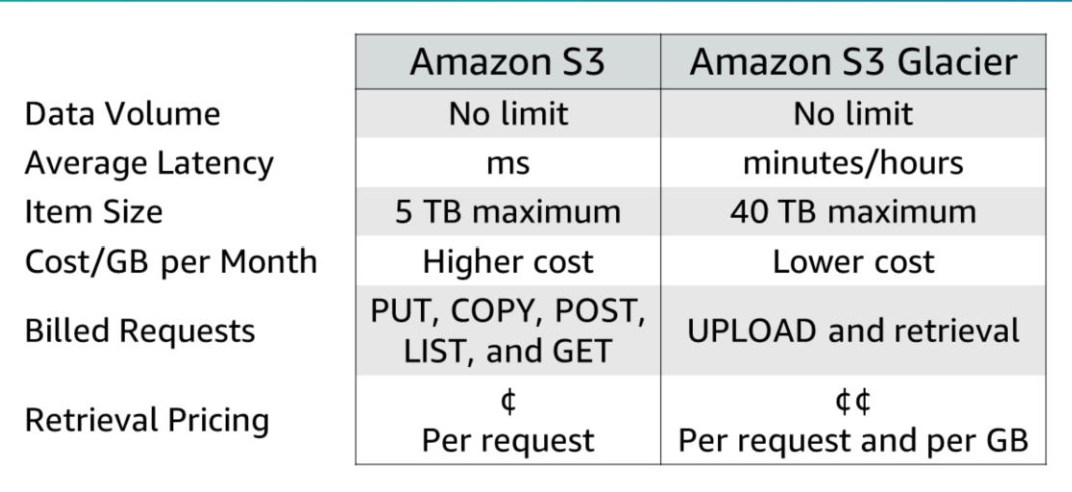 Amazon S3 Amazon S3 Glacier
Data Volume No limit No limit
Average Latency ms minutes/hours
Item Size 5 TB maximum 40 TB maximum
Cost/GB per Month Higher cost Lower cost
Billed Requests PUT, COPY, POST, LIST, and GET UPLOAD and retrieval
Retrieval Pricing ¢ Per request ¢¢ Per request and per GB